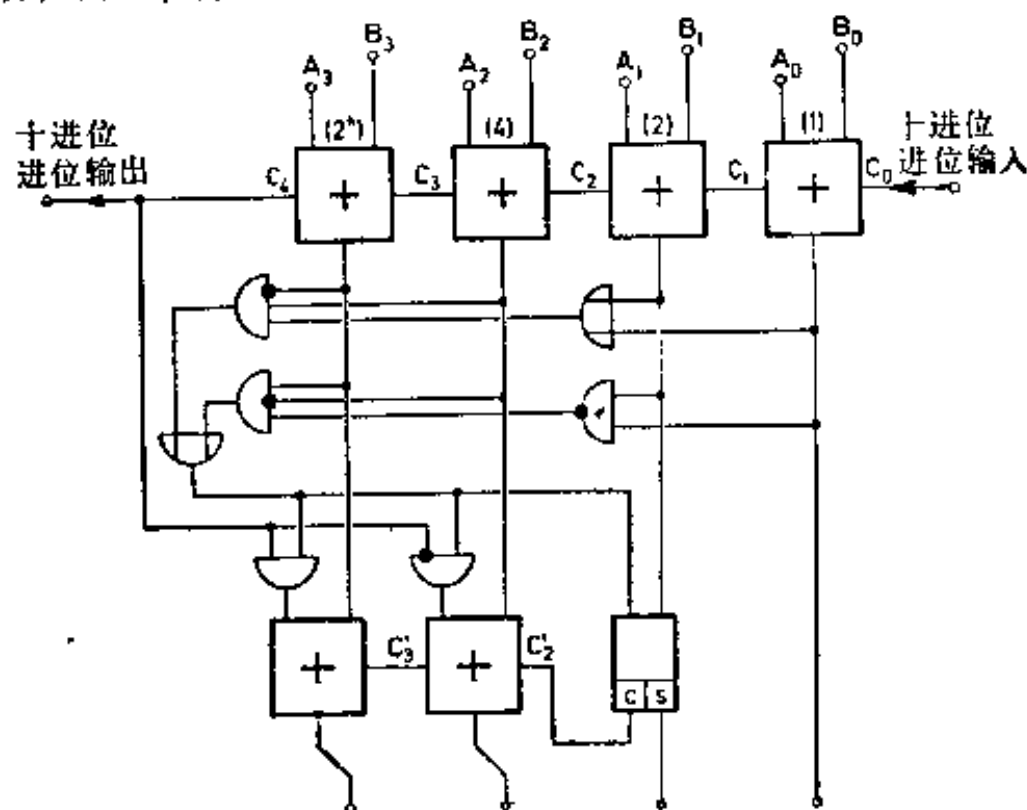 A₃
B₃
A₂
B₂
A₁
B₁
A₀
B₀
(2*)
(4)
(2)
(1)
十进位
进位输出
十进位
进位输入
C₄
+
C₃
+
C₂
+
C₁
+
C₀
+
C'₃
+
C'₂
C
S